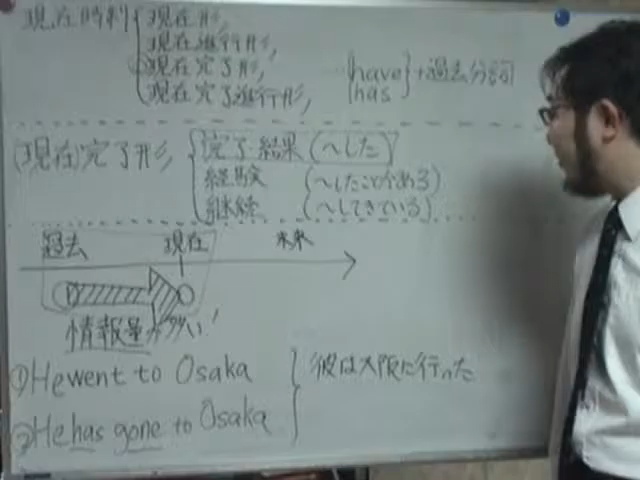 現在時制
現在形,
現在進行形,
現在完了形,
現在完了進行形,
have
has
+過去分詞
(現在)完了形,
完了 結果 (〜した)
経験 (〜したことがある)
継続 (〜してきている)
過去 現在 未来
情報量が多い!
①He went to Osaka
②He has gone to Osaka
彼は大阪に行った